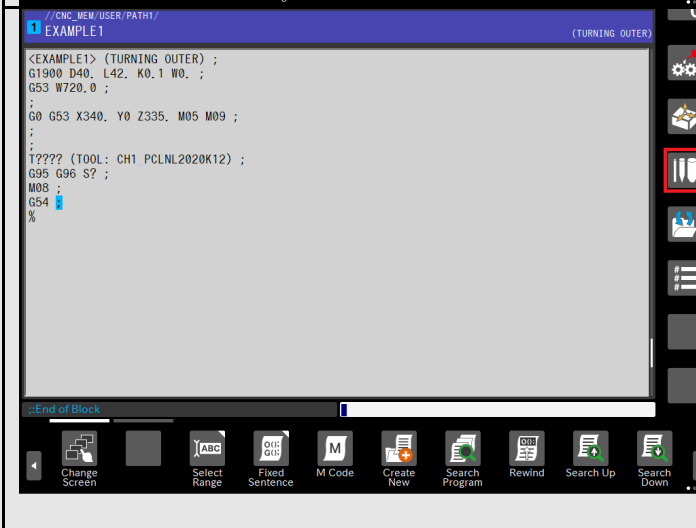 //CNC_MEM/USER/PATH1/
1 EXAMPLE1
(TURNING OUTER)
<EXAMPLE1> (TURNING OUTER) ;
G1900 D40. L42. K0.1 W0. ;
G53 W720.0 ;
;
G0 G53 X340. Y0 Z335. M05 M09 ;
;
;
T???? (TOOL: CH1 PCLNL2020K12) ;
G95 G96 S? ;
M08 ;
G54 ;
%
;:End of Block
Change Screen
ABC
Select Range
Fixed Sentence
M
M Code
Create New
Search Program
Rewind
Search Up
Search Down